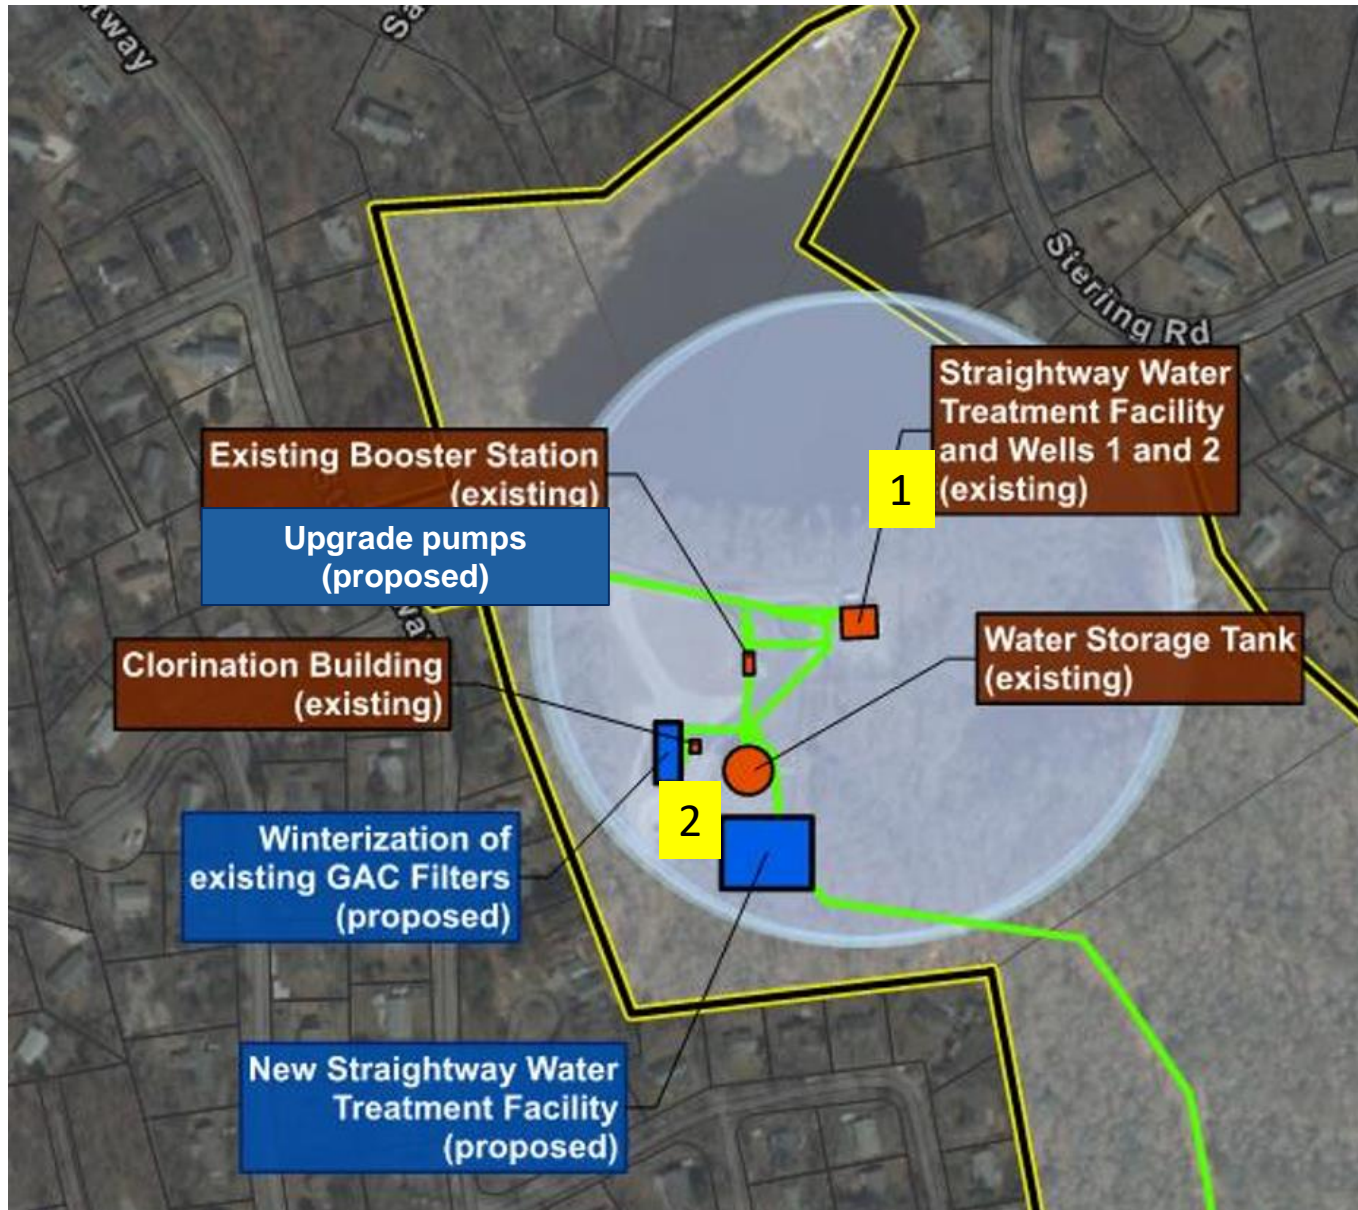 Sterling Rd
Straightway Water
Treatment Facility
and Wells 1 and 2
(existing)
1
Existing Booster Station
(existing)
Upgrade pumps
(proposed)
Water Storage Tank
(existing)
Clorination Building
(existing)
2
Winterization of
existing GAC Filters
(proposed)
New Straightway Water
Treatment Facility
(proposed)